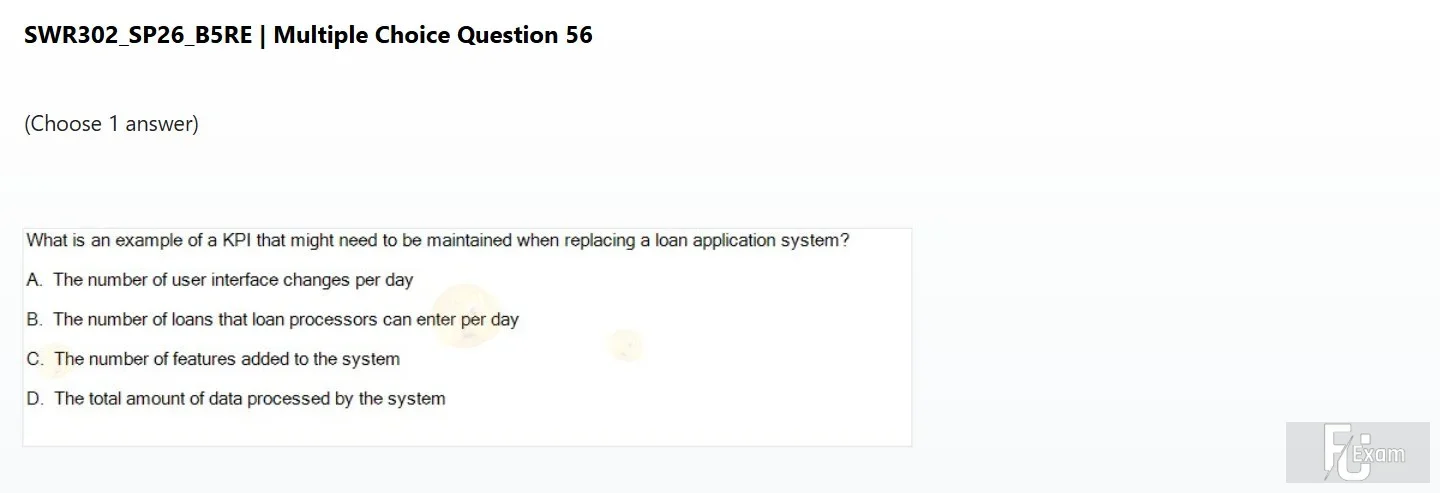 SWR302_SP26_B5RE | Multiple Choice Question 56
(Choose 1 answer)
What is an example of a KPI that might need to be maintained when replacing a loan application system?
A. The number of user interface changes per day
B. The number of loans that loan processors can enter per day
C. The number of features added to the system
D. The total amount of data processed by the system
FU Exam